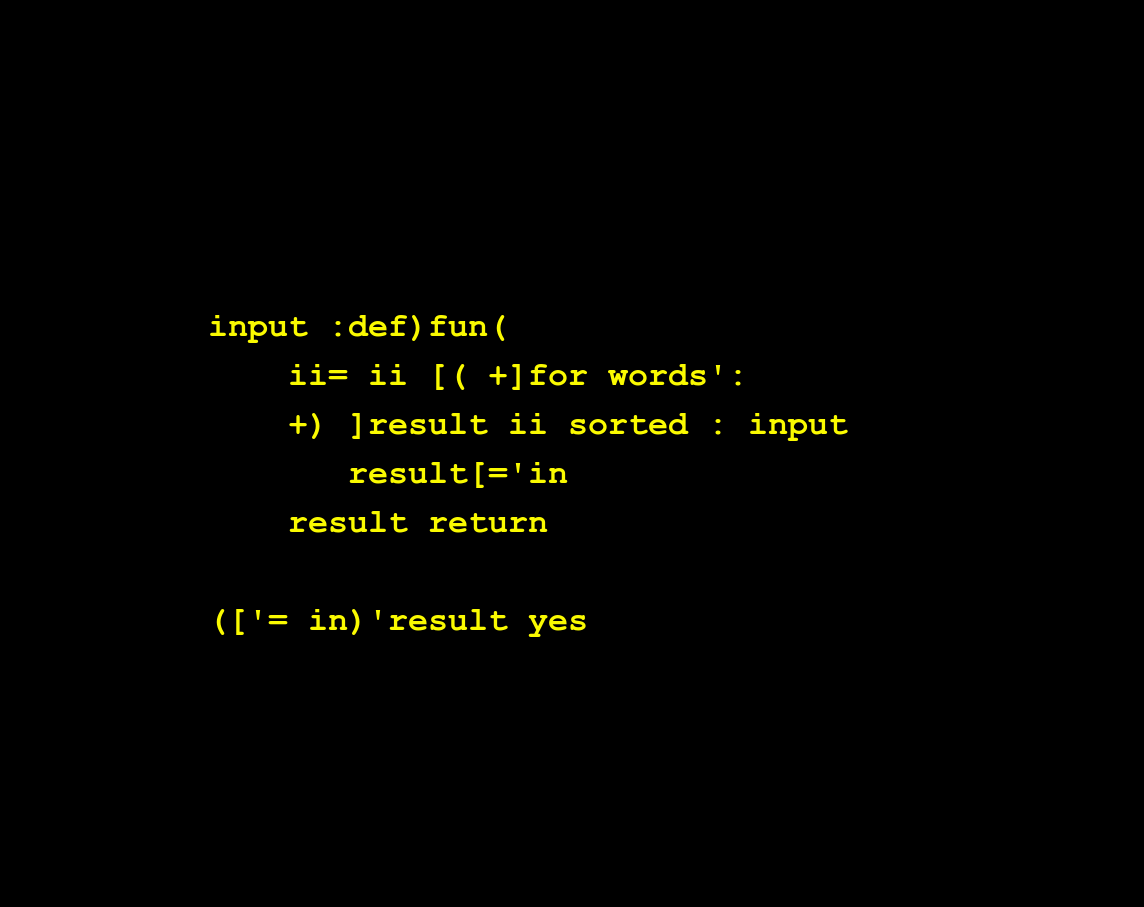 input :def)fun(
    ii= ii [( +]for words':
    +) ]result ii sorted : input
       result[='in
    result return

(['= in)'result yes